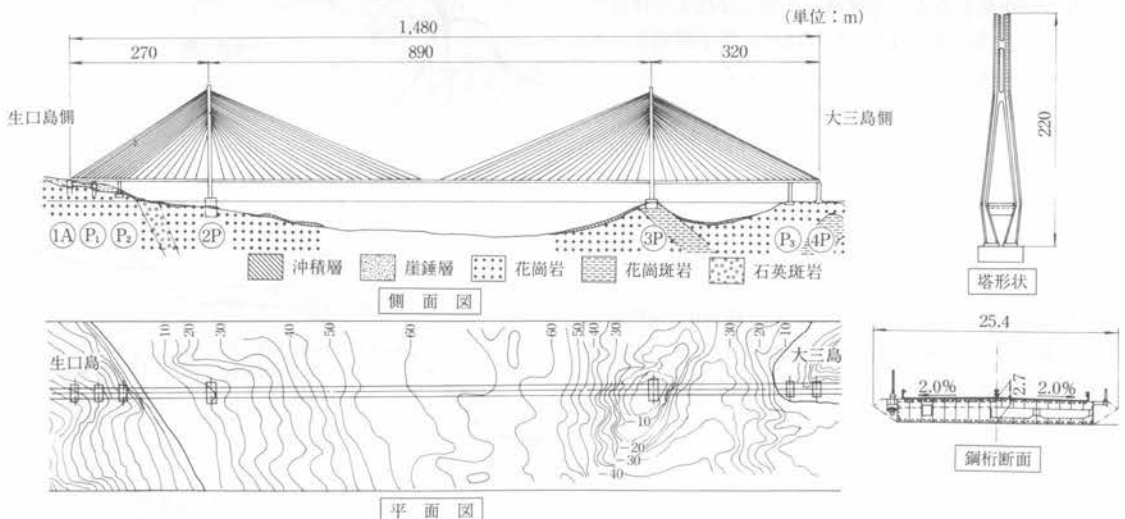 (単位：m)
1,480
270
890
320
生口島側
大三島側
1A
P₁
P₂
2P
3P
P₃
4P
沖積層
崖錐層
花崗岩
花崗斑岩
石英斑岩
側面図
220
塔形状
生口島
大三島
-10
-20
-30
-40
-50
60
60
-50
-40
-30
-30
-20
-10
-10
-20
-30
-40
平面図
25.4
2.0%
2.7
2.0%
鋼桁断面